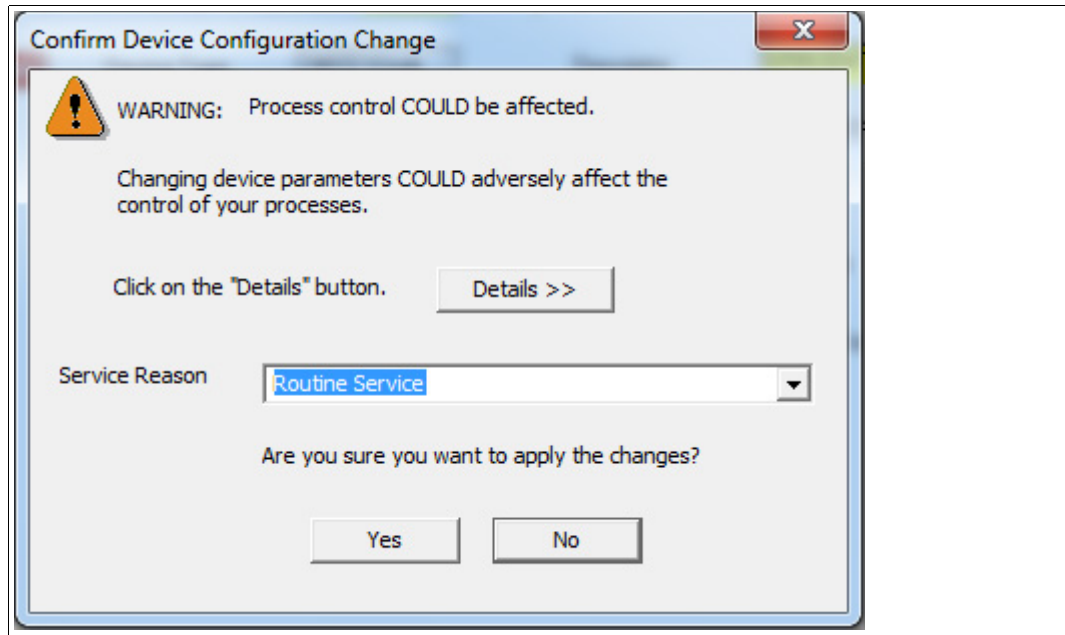 Confirm Device Configuration Change
WARNING: Process control COULD be affected.
Changing device parameters COULD adversely affect the
control of your processes.
Click on the "Details" button. Details >>
Service Reason Routine Service
Are you sure you want to apply the changes?
Yes No